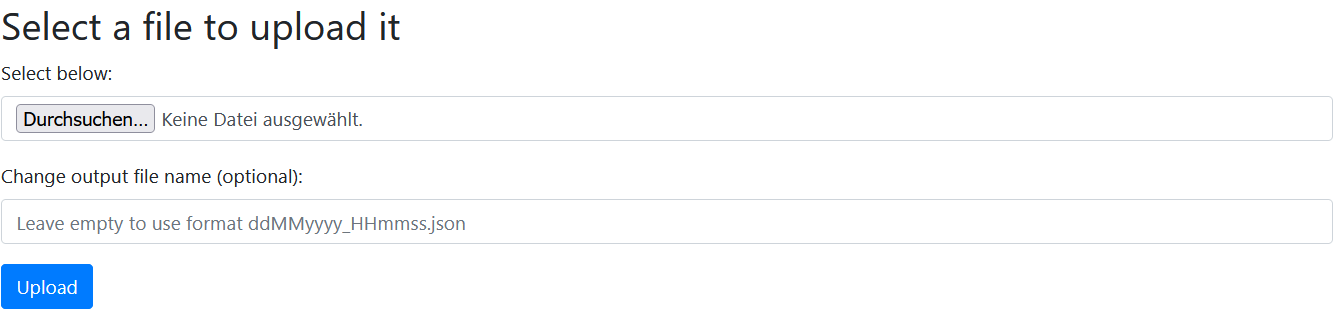 Select a file to upload it
Select below:
Durchsuchen... Keine Datei ausgewählt.
Change output file name (optional):
Leave empty to use format ddMMyyyy_HHmmss.json
Upload